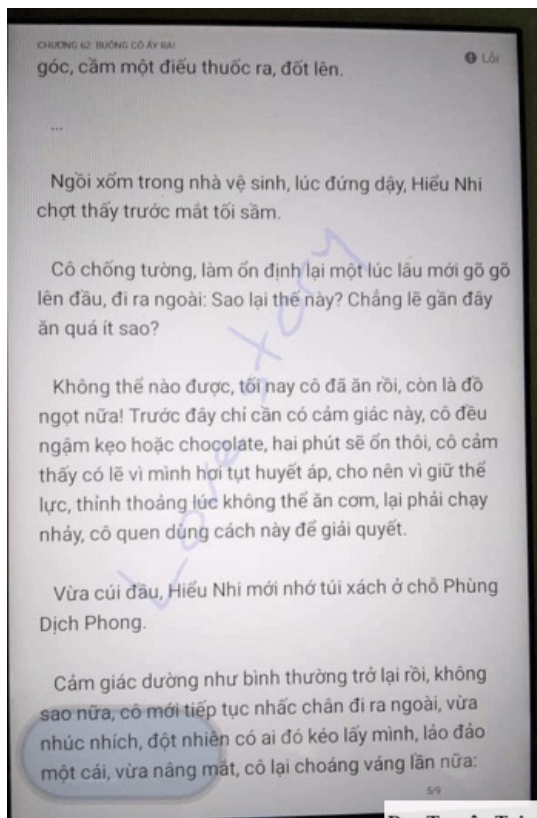 CHƯƠNG 62: BUÔNG CÔ ẤY RA!
Lỗi
góc, cầm một điếu thuốc ra, đốt lên.
...
Ngồi xổm trong nhà vệ sinh, lúc đứng dậy, Hiểu Nhi
chợt thấy trước mắt tối sầm.
Cô chống tường, làm ổn định lại một lúc lâu mới gõ gõ
lên đầu, đi ra ngoài: Sao lại thế này? Chẳng lẽ gần đây
ăn quá ít sao?
Không thể nào được, tối nay cô đã ăn rồi, còn là đồ
ngọt nữa! Trước đây chỉ cần có cảm giác này, cô đều
ngậm kẹo hoặc chocolate, hai phút sẽ ổn thôi, cô cảm
thấy có lẽ vì mình hơi tụt huyết áp, cho nên vì giữ thể
lực, thỉnh thoảng lúc không thể ăn cơm, lại phải chạy
nhảy, cô quen dùng cách này để giải quyết.
Vừa cúi đầu, Hiểu Nhi mới nhớ túi xách ở chỗ Phùng
Dịch Phong.
Cảm giác dường như bình thường trở lại rồi, không
sao nữa, cô mới tiếp tục nhấc chân đi ra ngoài, vừa
nhúc nhích, đột nhiên có ai đó kéo lấy mình, lảo đảo
một cái, vừa nâng mắt, cô lại choáng váng lần nữa:
5/9